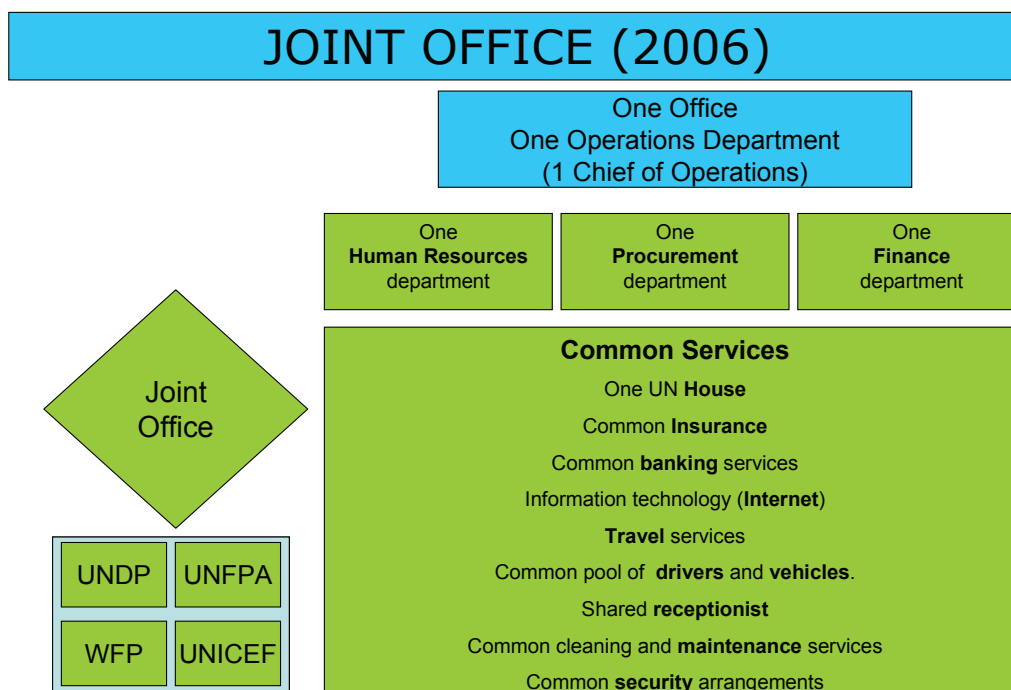 JOINT OFFICE (2006)
One Office
One Operations Department
(1 Chief of Operations)
One
Human Resources
department
One
Procurement
department
One
Finance
department
Joint
Office
UNDP
UNFPA
WFP
UNICEF
Common Services
One UN House
Common Insurance
Common banking services
Information technology (Internet)
Travel services
Common pool of  drivers and vehicles.
Shared receptionist
Common cleaning and maintenance services
Common security arrangements